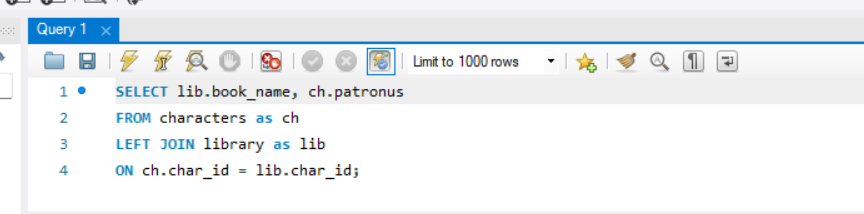 Query 1
Limit to 1000 rows
1 SELECT lib.book_name, ch.patronus
2 FROM characters as ch
3 LEFT JOIN library as lib
4 ON ch.char_id = lib.char_id;